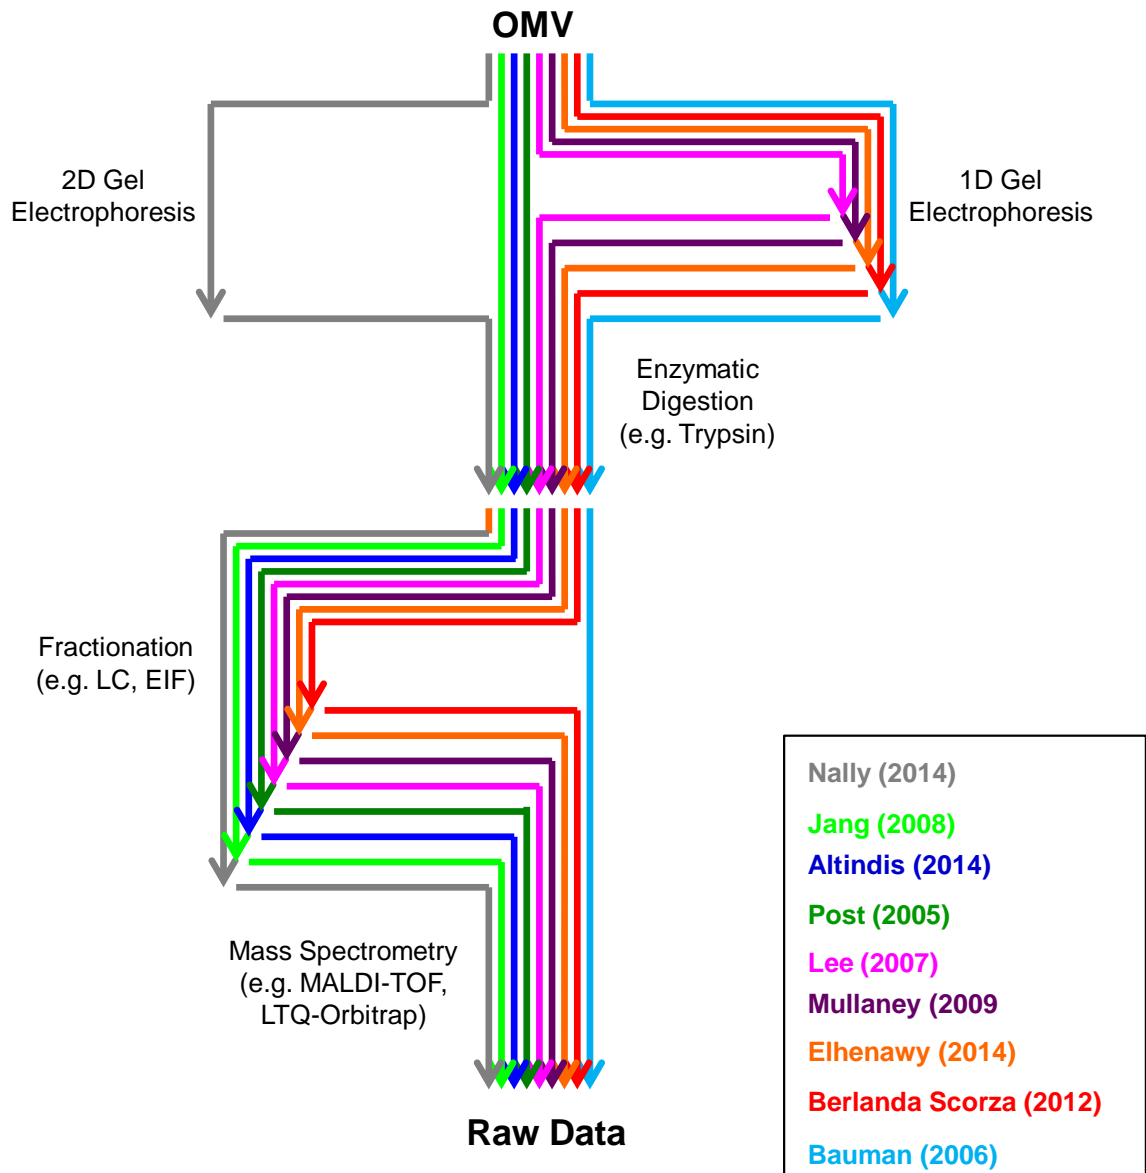 OMV
2D Gel
Electrophoresis
1D Gel
Electrophoresis
Enzymatic
Digestion
(e.g. Trypsin)
Fractionation
(e.g. LC, EIF)
Mass Spectrometry
(e.g. MALDI-TOF,
LTQ-Orbitrap)
Raw Data
Nally (2014)
Jang (2008)
Altindis (2014)
Post (2005)
Lee (2007)
Mullaney (2009
Elhenawy (2014)
Berlanda Scorza (2012)
Bauman (2006)